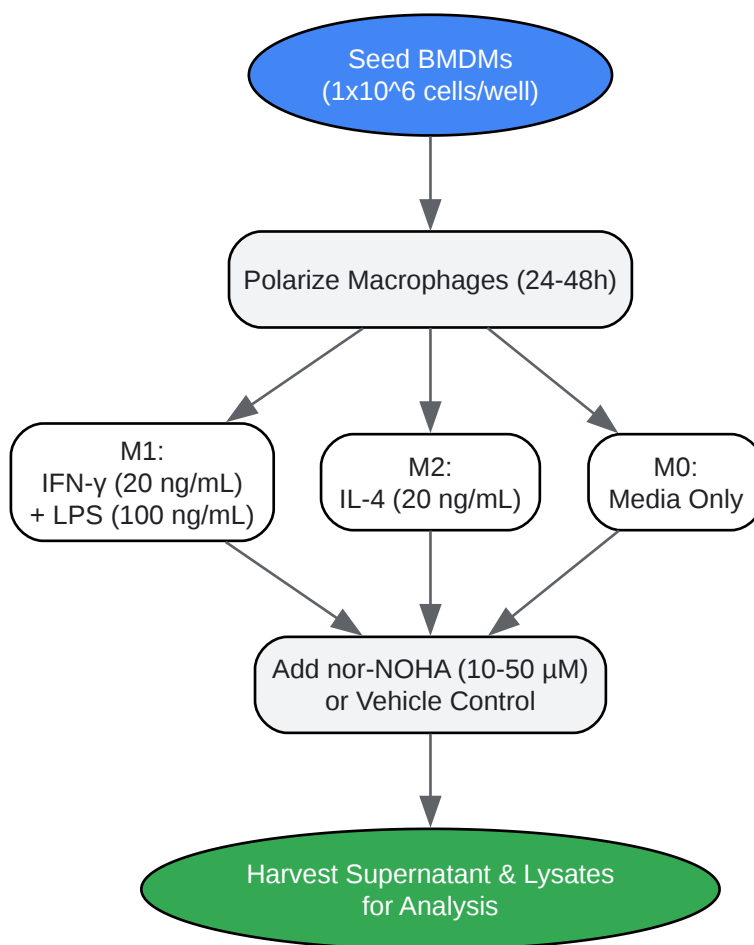 Seed BMDMs
(1x10^6 cells/well)
Polarize Macrophages (24-48h)
M1:
IFN-γ (20 ng/mL)
+ LPS (100 ng/mL)
M2:
IL-4 (20 ng/mL)
M0:
Media Only
Add nor-NOHA (10-50 µM)
or Vehicle Control
Harvest Supernatant & Lysates
for Analysis